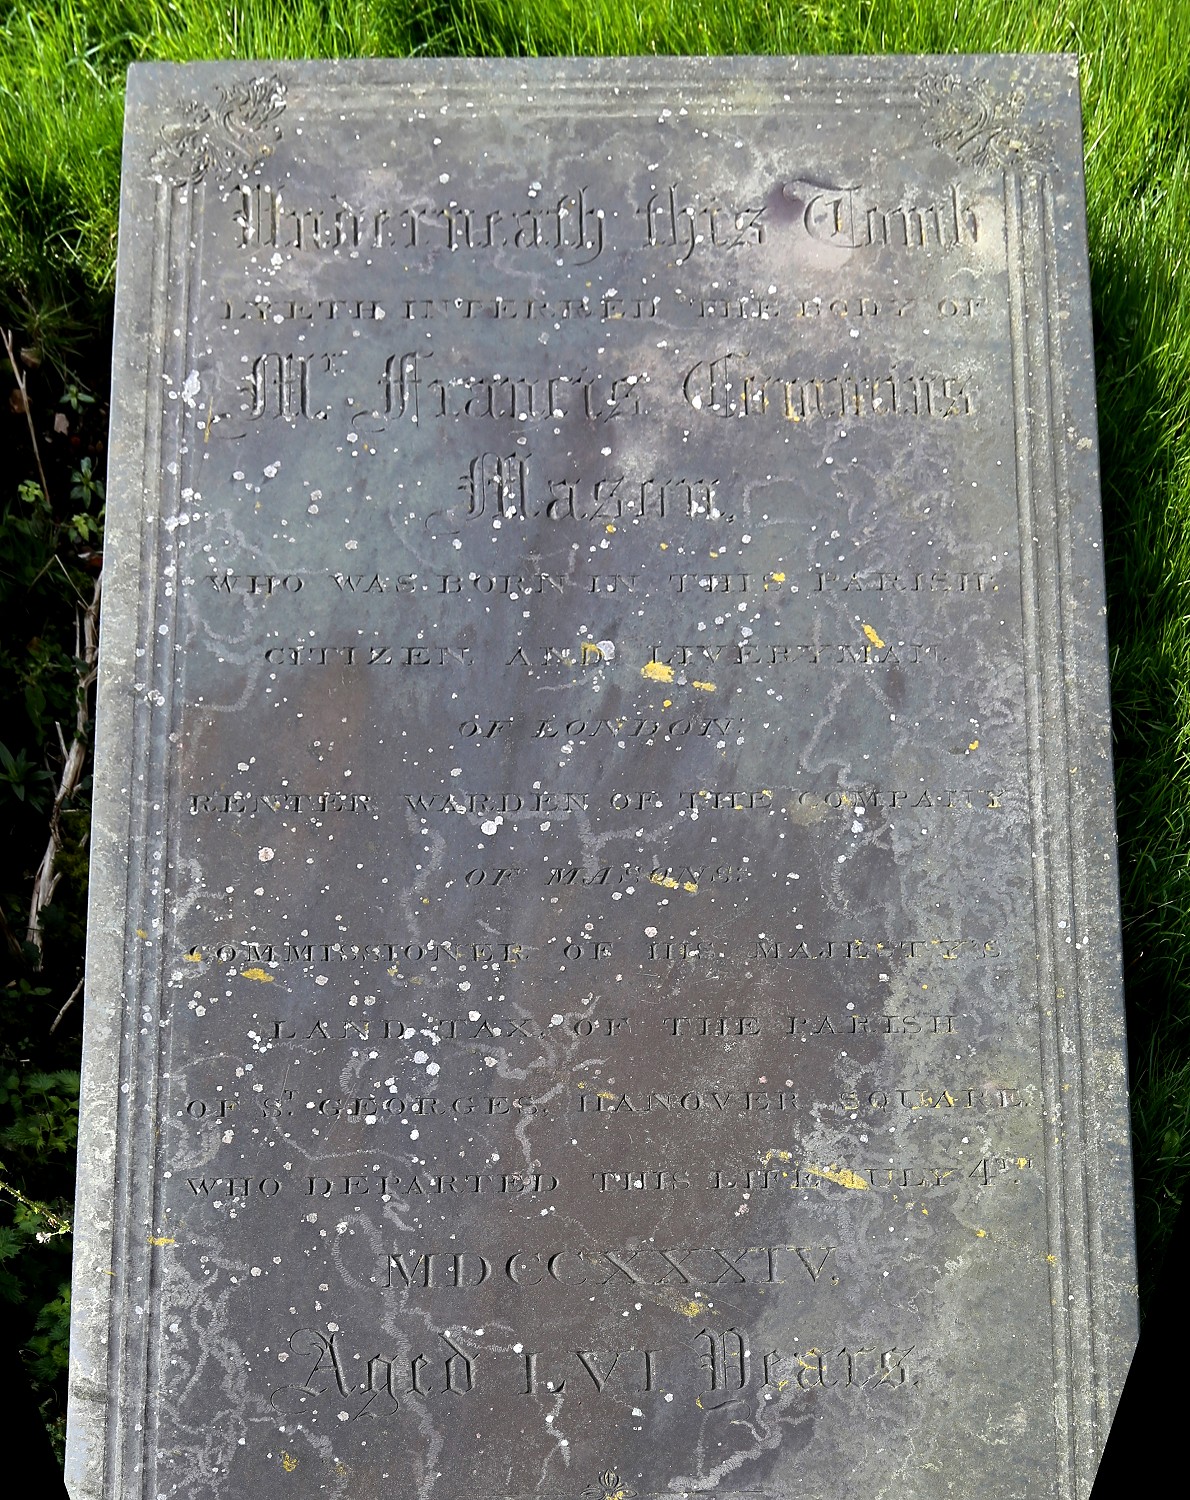 Underneath this Tomb
LYETH INTERRED THE BODY OF
Mr. Francis Commins
Mason,
WHO WAS BORN IN THIS PARISH:
CITIZEN, AND LIVERYMAN,
OF LONDON:
RENTER WARDEN OF THE COMPANY
OF MASONS:
COMMISSIONER OF HIS MAJESTY'S
LAND TAX, OF THE PARISH
OF ST. GEORGES, HANOVER SQUARE,
WHO DEPARTED THIS LIFE JULY 4TH.
MDCCXXXIV,
Aged LVI Years.